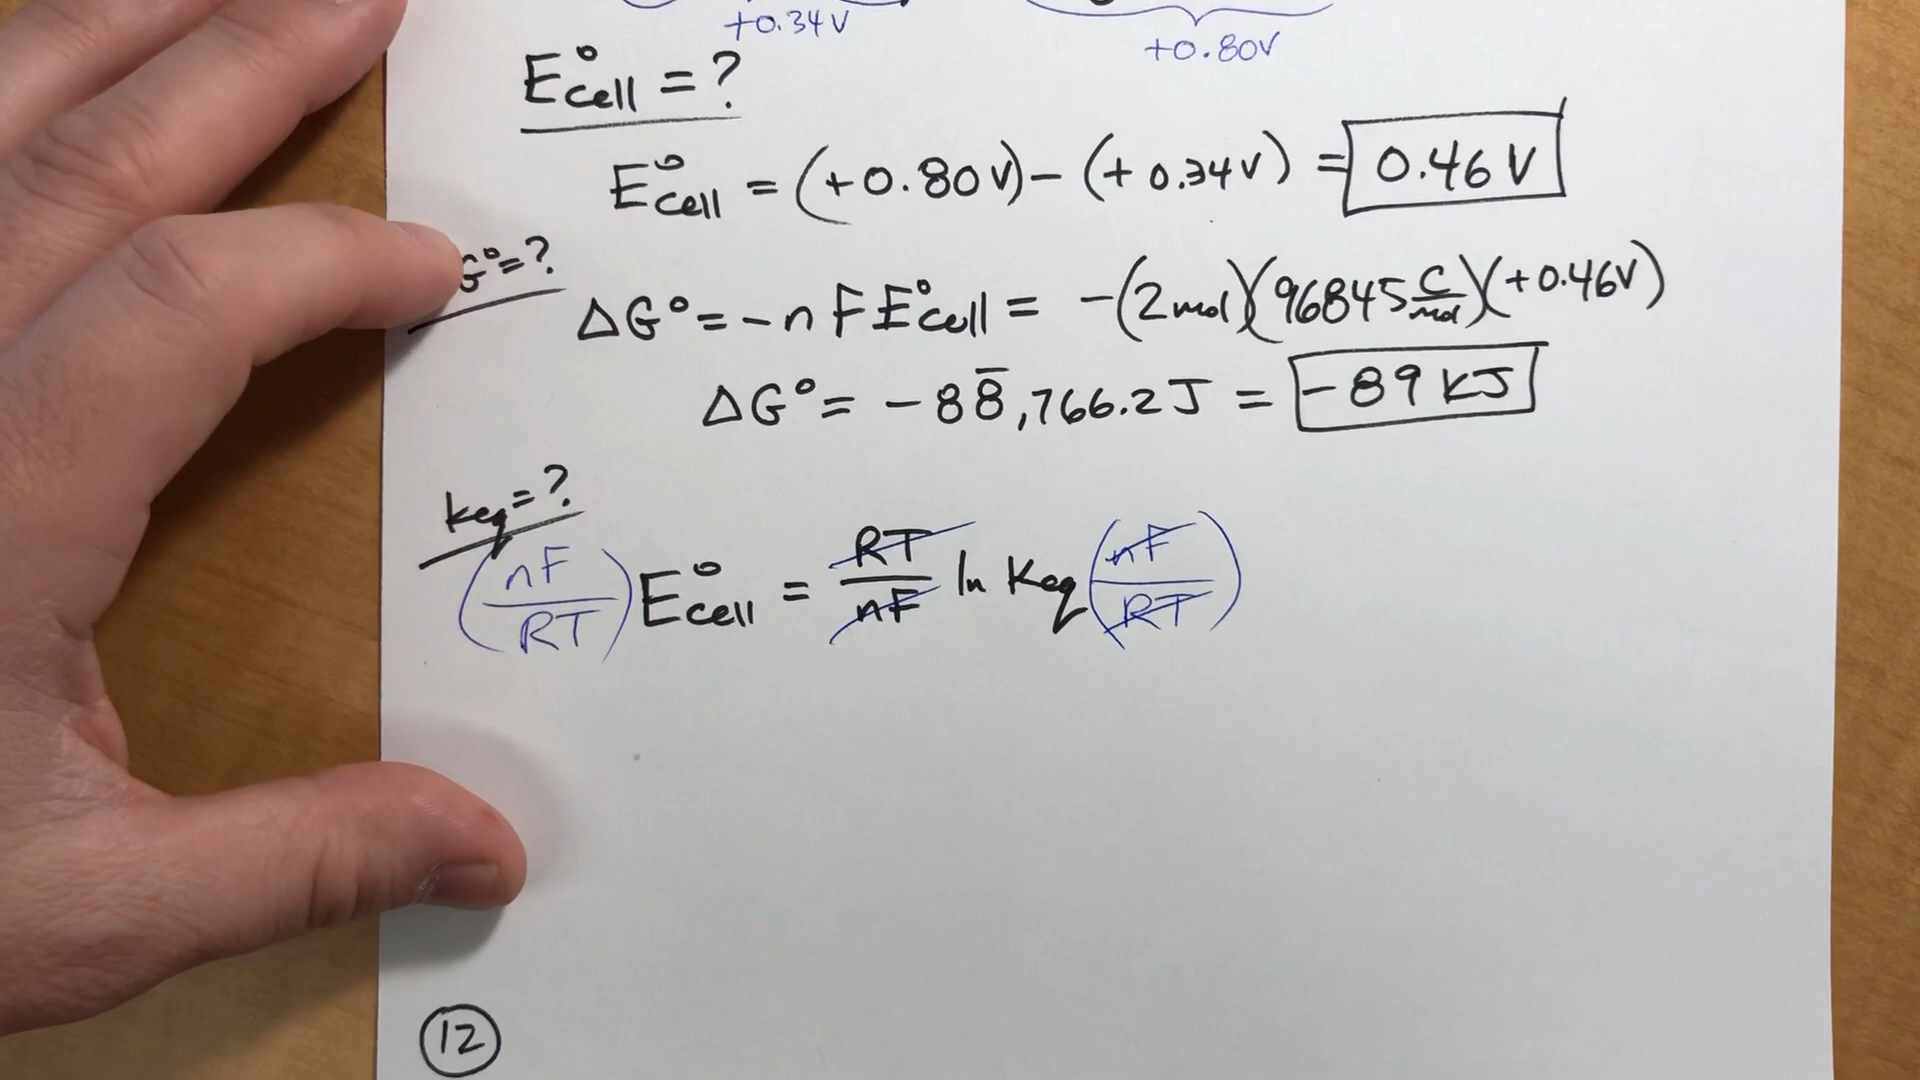 +0.34V
+0.80V
E°cell = ?
E°cell = (+0.80V) - (+0.34V) = 0.46 V
G°=?
ΔG° = -nFE°cell = -(2mol)(96845 C/mol)(+0.46V)
ΔG° = -88̅,766.2J = -89 kJ
keq=?
(nF/RT) E°cell = RT/nF ln Keq (nF/RT)
12